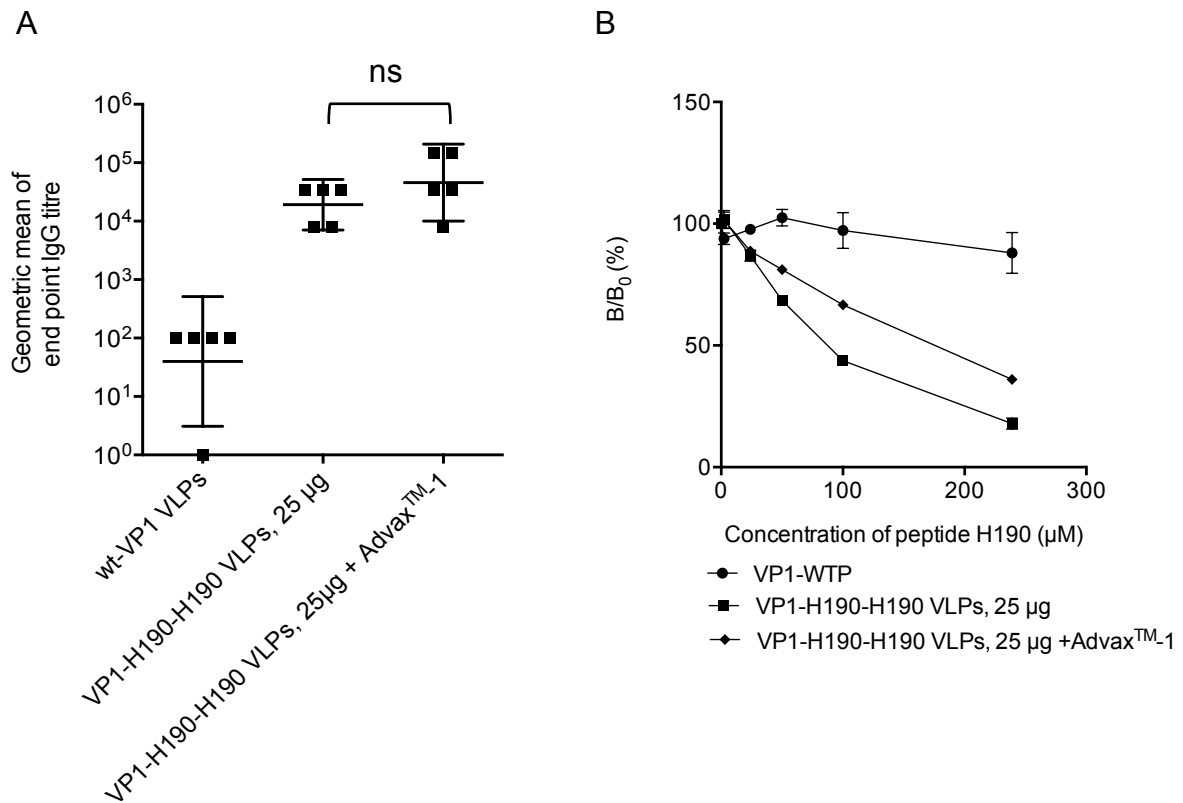 A
ns
10⁶
10⁵
10⁴
10³
10²
10¹
10⁰
Geometric mean of
end point IgG titre
wt-VP1 VLPs
VP1-H190-H190 VLPs, 25 µg
VP1-H190-H190 VLPs, 25µg + Advax™-1
B
150
100
50
0
B/B₀ (%)
0 100 200 300
Concentration of peptide H190 (µM)
VP1-WTP
VP1-H190-H190 VLPs, 25 µg
VP1-H190-H190 VLPs, 25 µg +Advax™-1